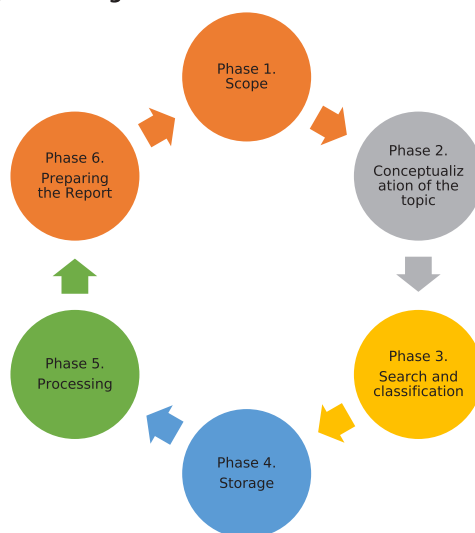 Phase 1.
Scope
Phase 2.
Conceptualiz
ation of the
topic
Phase 3.
Search and
classification
Phase 4.
Storage
Phase 5.
Processing
Phase 6.
Preparing
the Report